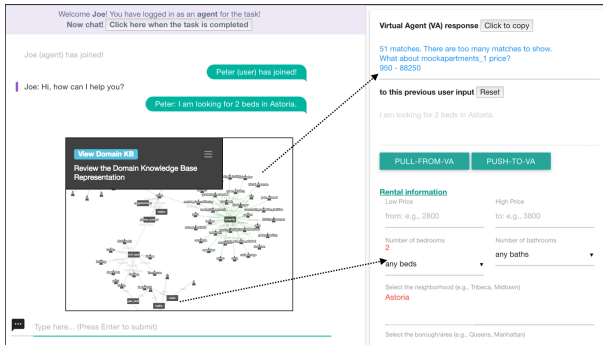 Welcome Joe! You have logged in as an agent for the task!
Now chat! Click here when the task is completed
Joe (agent) has joined!
Peter (user) has joined!
Joe: Hi, how can I help you?
Peter: I am looking for 2 beds in Astoria.
View Domain KB
Review the Domain Knowledge Base
Representation
Type here... (Press Enter to submit)
Virtual Agent (VA) response Click to copy
51 matches. There are too many matches to show.
What about mockapartments_1 price?
950 - 88250
to this previous user input Reset
I am looking for 2 beds in Astoria.
PULL-FROM-VA PUSH-TO-VA
Rental information
Low Price High Price
from: e.g., 2800 to: e.g., 3800
Number of bedrooms Number of bathrooms
2
any beds any baths
Select the neighborhood (e.g., Tribeca, Midtown)
Astoria
Select the borough/area (e.g., Queens, Manhattan)